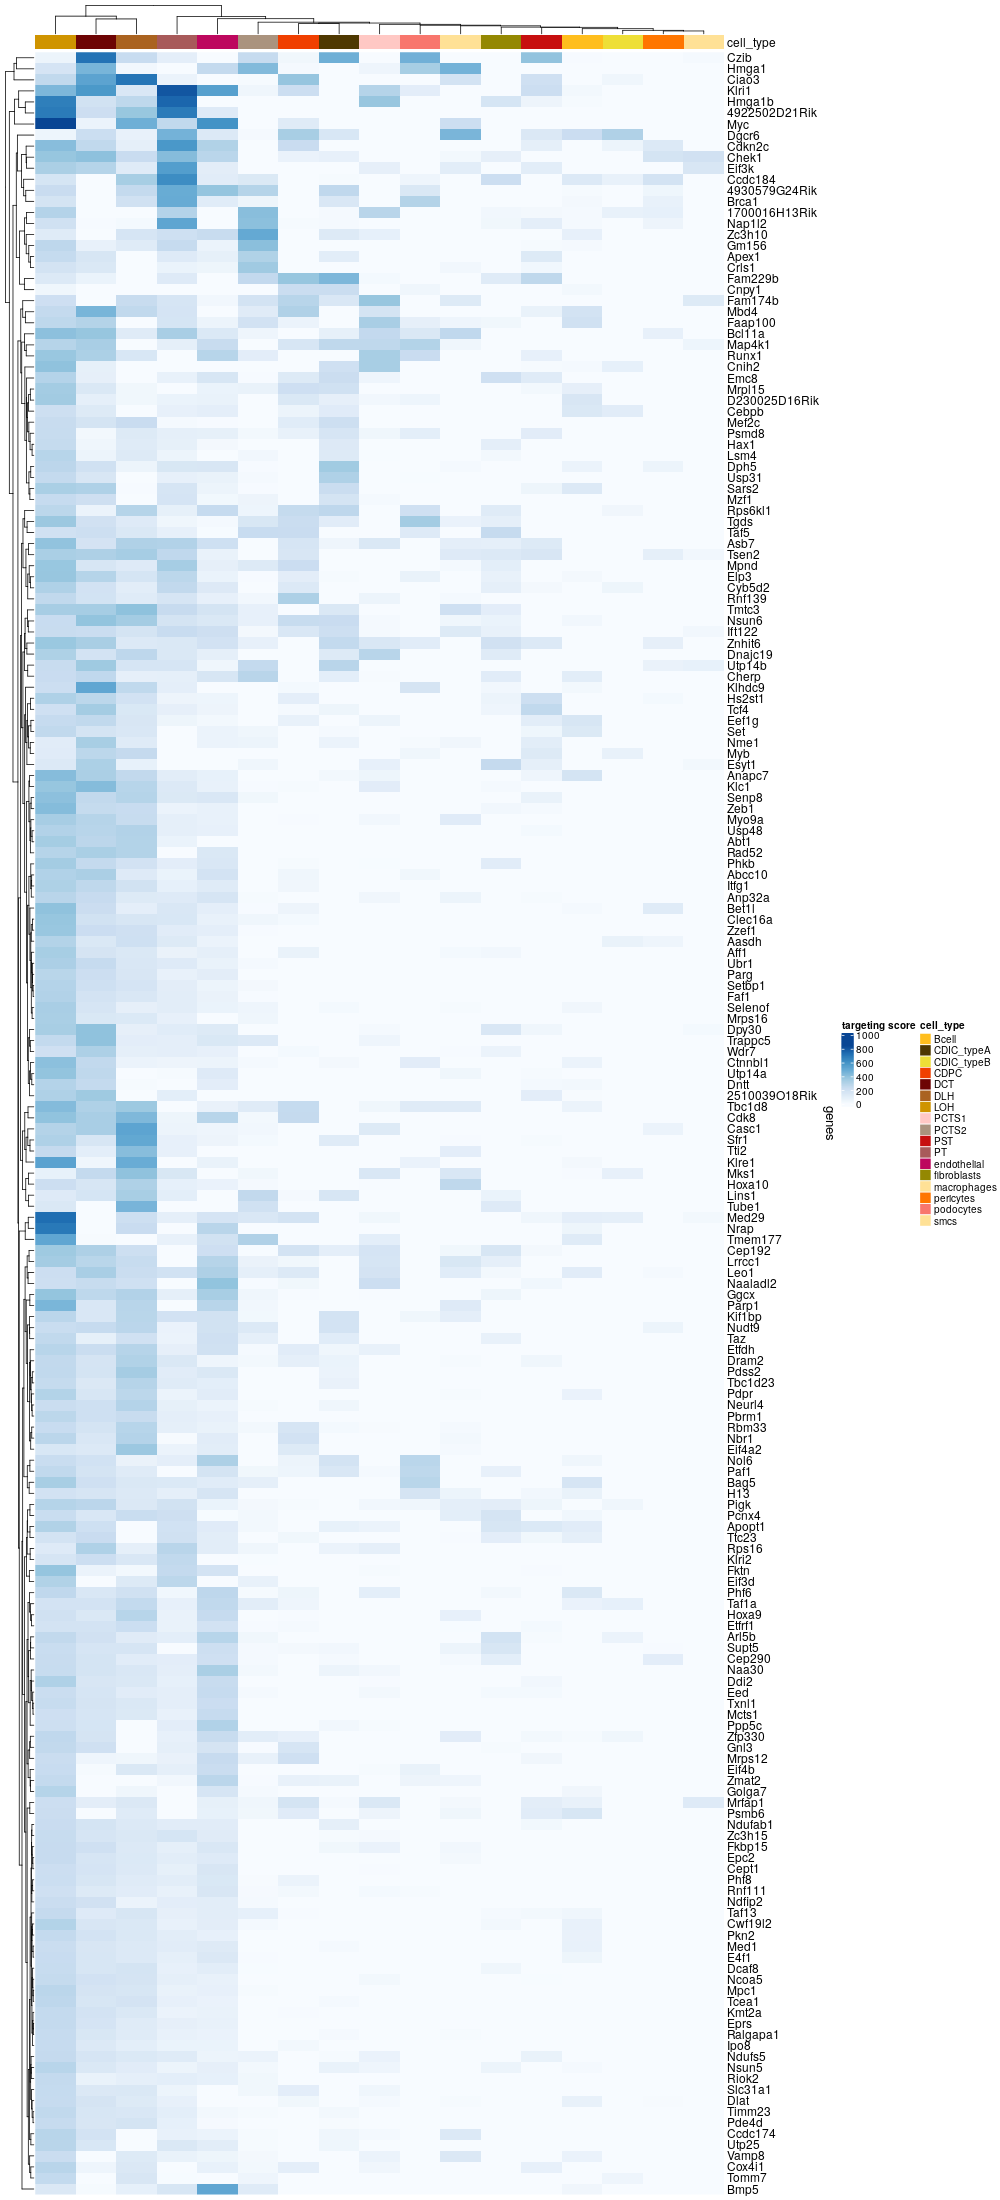 cell_type
Czib
Hmga1
Ciao3
Klri1
Hmga1b
4922502D21Rik
Myc
Dgcr6
Cdkn2c
Chek1
Eif3k
Ccdc184
4930579G24Rik
Brca1
1700016H13Rik
Nap1l2
Zc3h10
Gm156
Apex1
Crls1
Fam229b
Cnpy1
Fam174b
Mbd4
Faap100
Bcl11a
Map4k1
Runx1
Cnih2
Emc8
Mrpl15
D230025D16Rik
Cebpb
Mef2c
Psmd8
Hax1
Lsm4
Dph5
Usp31
Sars2
Mzf1
Rps6kl1
Tgds
Taf5
Asb7
Tsen2
Mpnd
Elp3
Cyb5d2
Rnf139
Tmtc3
Nsun6
Ift122
Znhit6
Dnajc19
Utp14b
Cherp
Klhdc9
Hs2st1
Tcf4
Eef1g
Set
Nme1
Myb
Esyt1
Anapc7
Klc1
Senp8
Zeb1
Myo9a
Usp48
Abt1
Rad52
Phkb
Abcc10
Itfg1
Anp32a
Bet1l
Clec16a
Zzef1
Aasdh
Aff1
Ubr1
Parg
Setbp1
Faf1
Selenof
Mrps16
Dpy30
Trappc5
Wdr7
Ctnnbl1
Utp14a
Dntt
2510039O18Rik
Tbc1d8
Cdk8
Casc1
Sfr1
Tti2
Klre1
Mks1
Hoxa10
Lins1
Tube1
Med29
Nrap
Tmem177
Cep192
Lrrcc1
Leo1
Naaladl2
Ggcx
Parp1
Kif1bp
Nudt9
Taz
Etfdh
Dram2
Pdss2
Tbc1d23
Pdpr
Neurl4
Pbrm1
Rbm33
Nbr1
Eif4a2
Nol6
Paf1
Bag5
H13
Pigk
Pcnx4
Apopt1
Ttc23
Rps16
Klri2
Fktn
Eif3d
Phf6
Taf1a
Hoxa9
Etfrf1
Arl5b
Supt5
Cep290
Naa30
Ddi2
Eed
Txnl1
Mcts1
Ppp5c
Zfp330
Gnl3
Mrps12
Eif4b
Zmat2
Golga7
Mrfap1
Psmb6
Ndufab1
Zc3h15
Fkbp15
Epc2
Cept1
Phf8
Rnf111
Ndfip2
Taf13
Cwf19l2
Pkn2
Med1
E4f1
Dcaf8
Ncoa5
Mpc1
Tcea1
Kmt2a
Eprs
Ralgapa1
Ipo8
Ndufs5
Nsun5
Riok2
Slc31a1
Dlat
Timm23
Pde4d
Ccdc174
Utp25
Vamp8
Cox4i1
Tomm7
Bmp5
genes
targeting score
1000
800
600
400
200
0
cell_type
Bcell
CDIC_typeA
CDIC_typeB
CDPC
DCT
DLH
LOH
PCTS1
PCTS2
PST
PT
endothelial
fibroblasts
macrophages
pericytes
podocytes
smcs